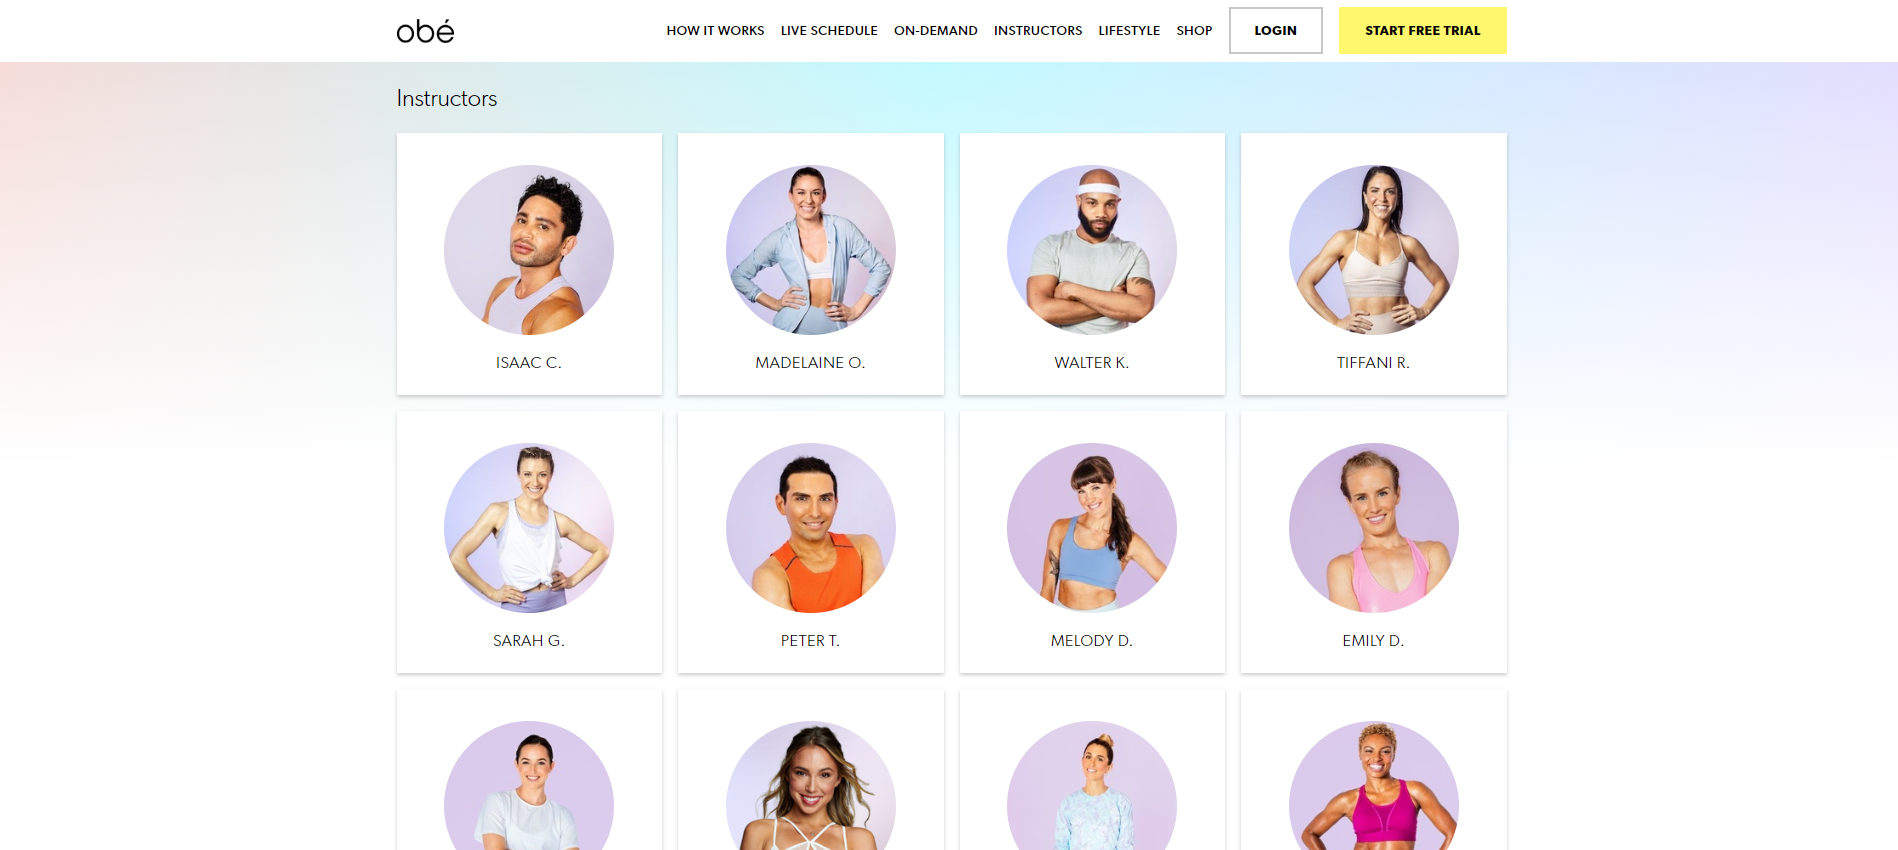 obé
HOW IT WORKS
LIVE SCHEDULE
ON-DEMAND
INSTRUCTORS
LIFESTYLE
SHOP
LOGIN
START FREE TRIAL
Instructors
ISAAC C.
MADELAINE O.
WALTER K.
TIFFANI R.
SARAH G.
PETER T.
MELODY D.
EMILY D.